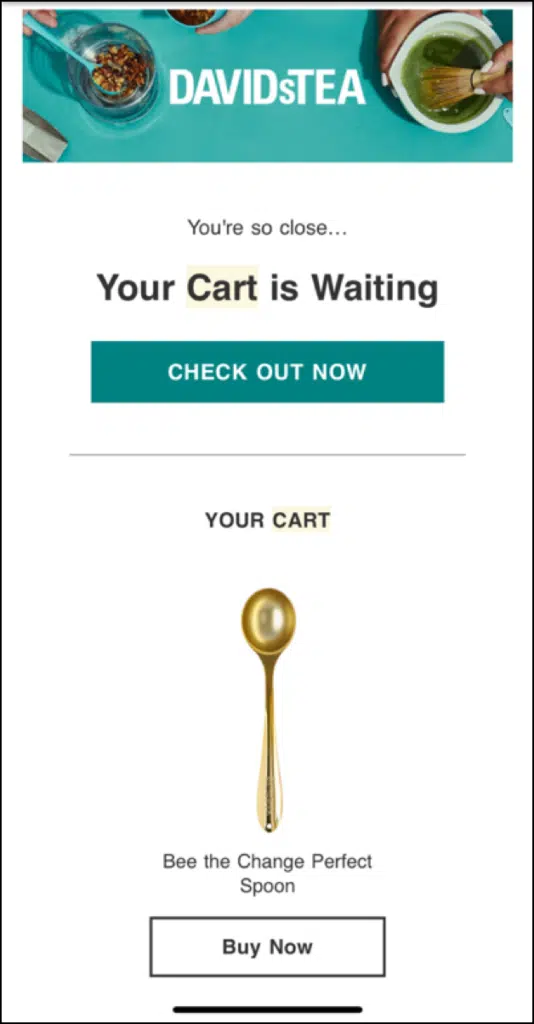 DAVIDsTEA
You're so close...
Your Cart is Waiting
CHECK OUT NOW
YOUR CART
Bee the Change Perfect
Spoon
Buy Now